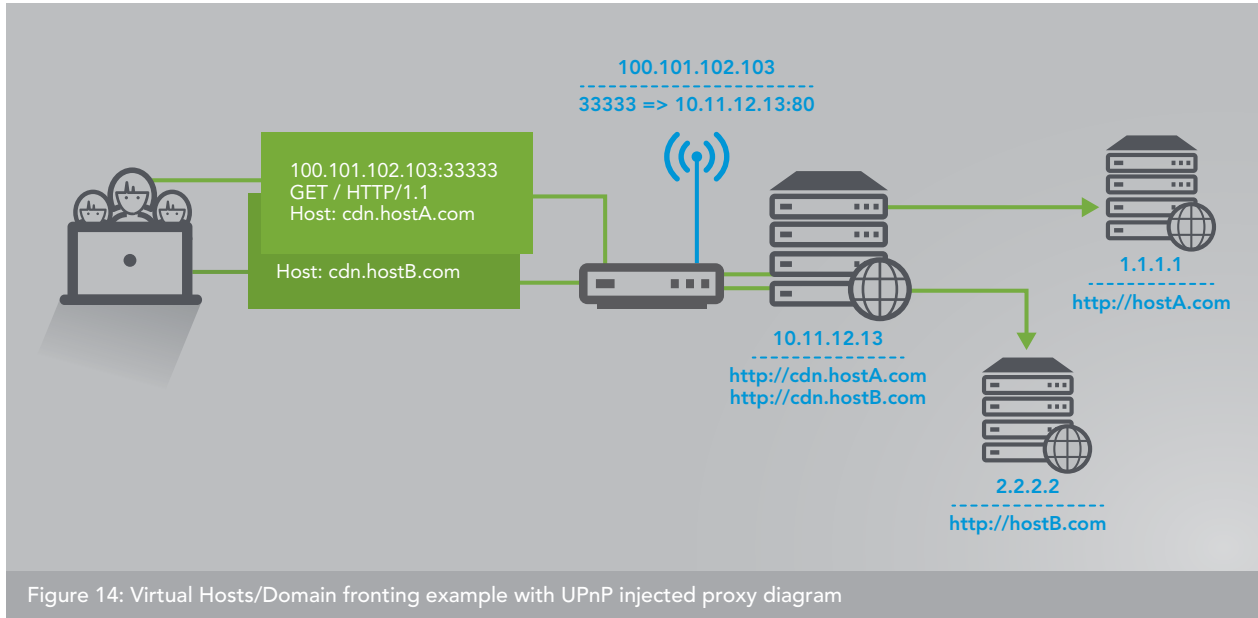 100.101.102.103
33333 => 10.11.12.13:80
100.101.102.103:33333
GET / HTTP/1.1
Host: cdn.hostA.com
Host: cdn.hostB.com
10.11.12.13
http://cdn.hostA.com
http://cdn.hostB.com
1.1.1.1
http://hostA.com
2.2.2.2
http://hostB.com
Figure 14: Virtual Hosts/Domain fronting example with UPnP injected proxy diagram